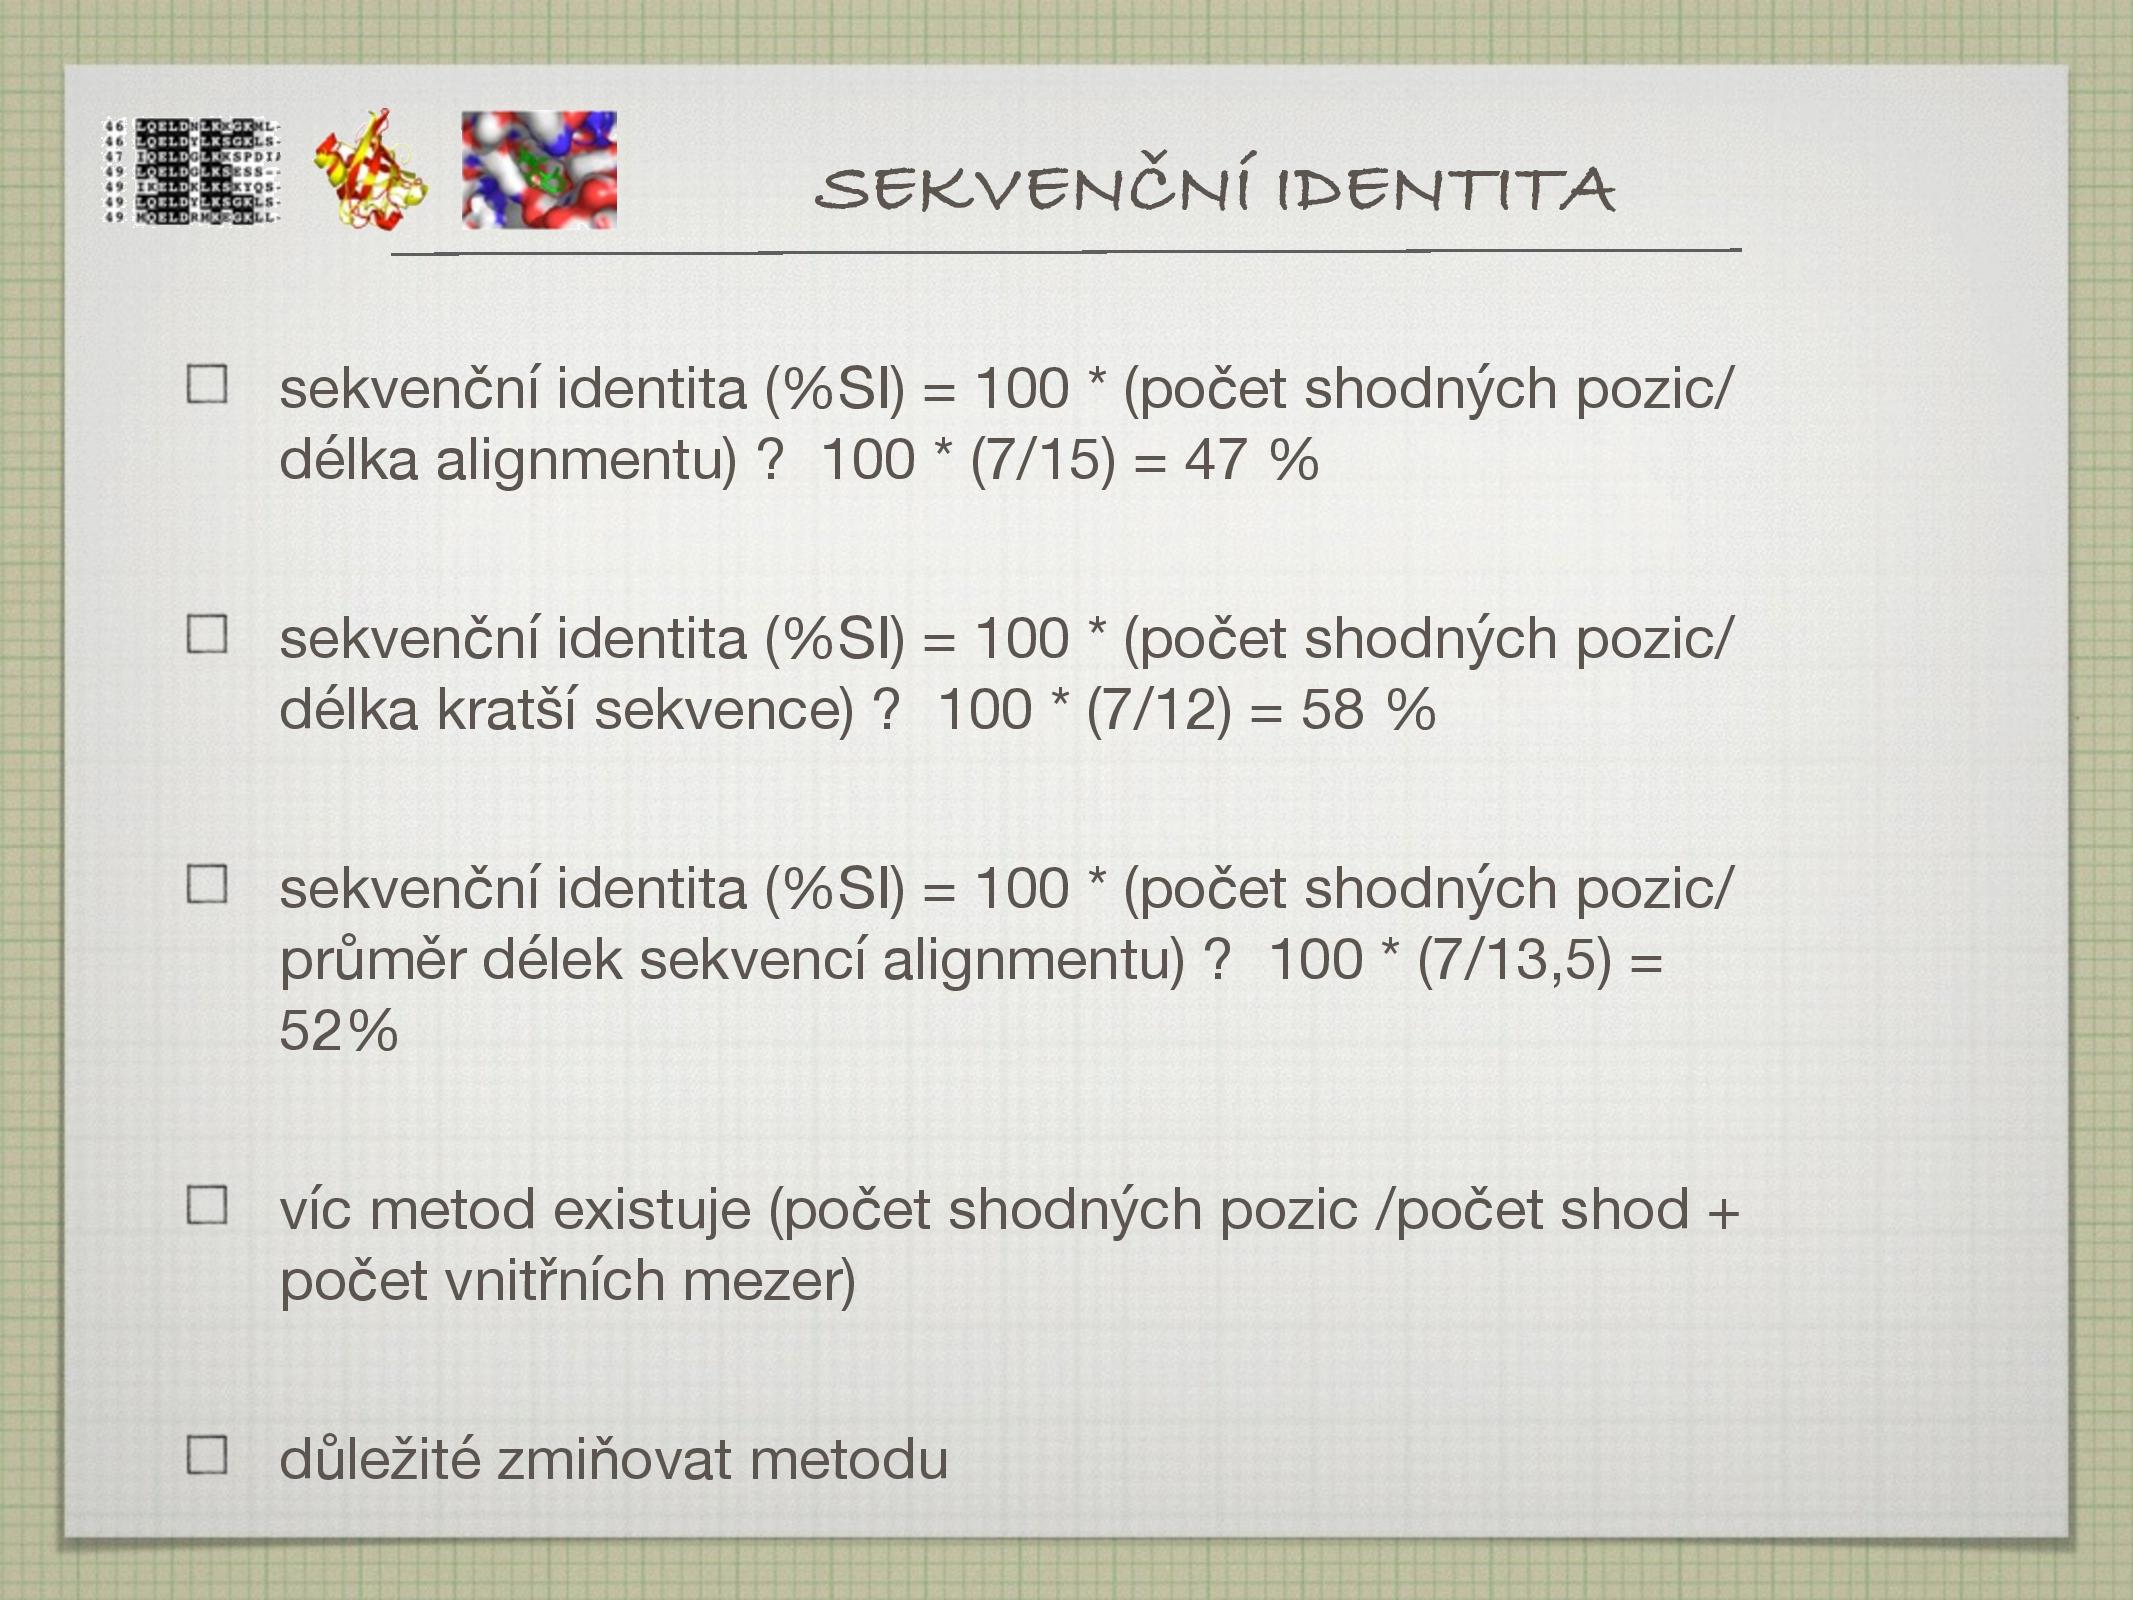 46 LQELDNLKKGKML-
46 LQELDYLKSGKLS-
47 IQELDGLKKSPDI
49 LQELDGLKSESS--
49 IKELDKLKSKYQS-
49 LQELDYLKSGKLS-
49 MQELDRMKEGKLL-
SEKVENČNÍ IDENTITA
sekvenční identita (%SI) = 100 * (počet shodných pozic/
délka alignmentu) ? 100 * (7/15) = 47 %
sekvenční identita (%SI) = 100 * (počet shodných pozic/
délka kratší sekvence) ? 100 * (7/12) = 58 %
sekvenční identita (%SI) = 100 * (počet shodných pozic/
průměr délek sekvencí alignmentu) ? 100 * (7/13,5) =
52%
víc metod existuje (počet shodných pozic /počet shod +
počet vnitřních mezer)
důležité zmiňovat metodu